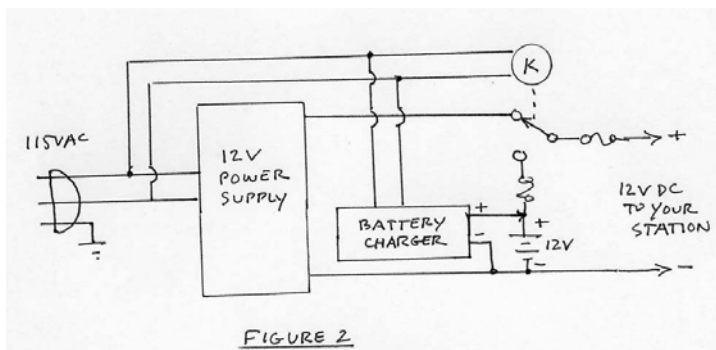 K
115VAC
12V
POWER
SUPPLY
+
12V DC
TO YOUR
STATION
BATTERY
CHARGER
+
-
+
12V
-
-
FIGURE 2